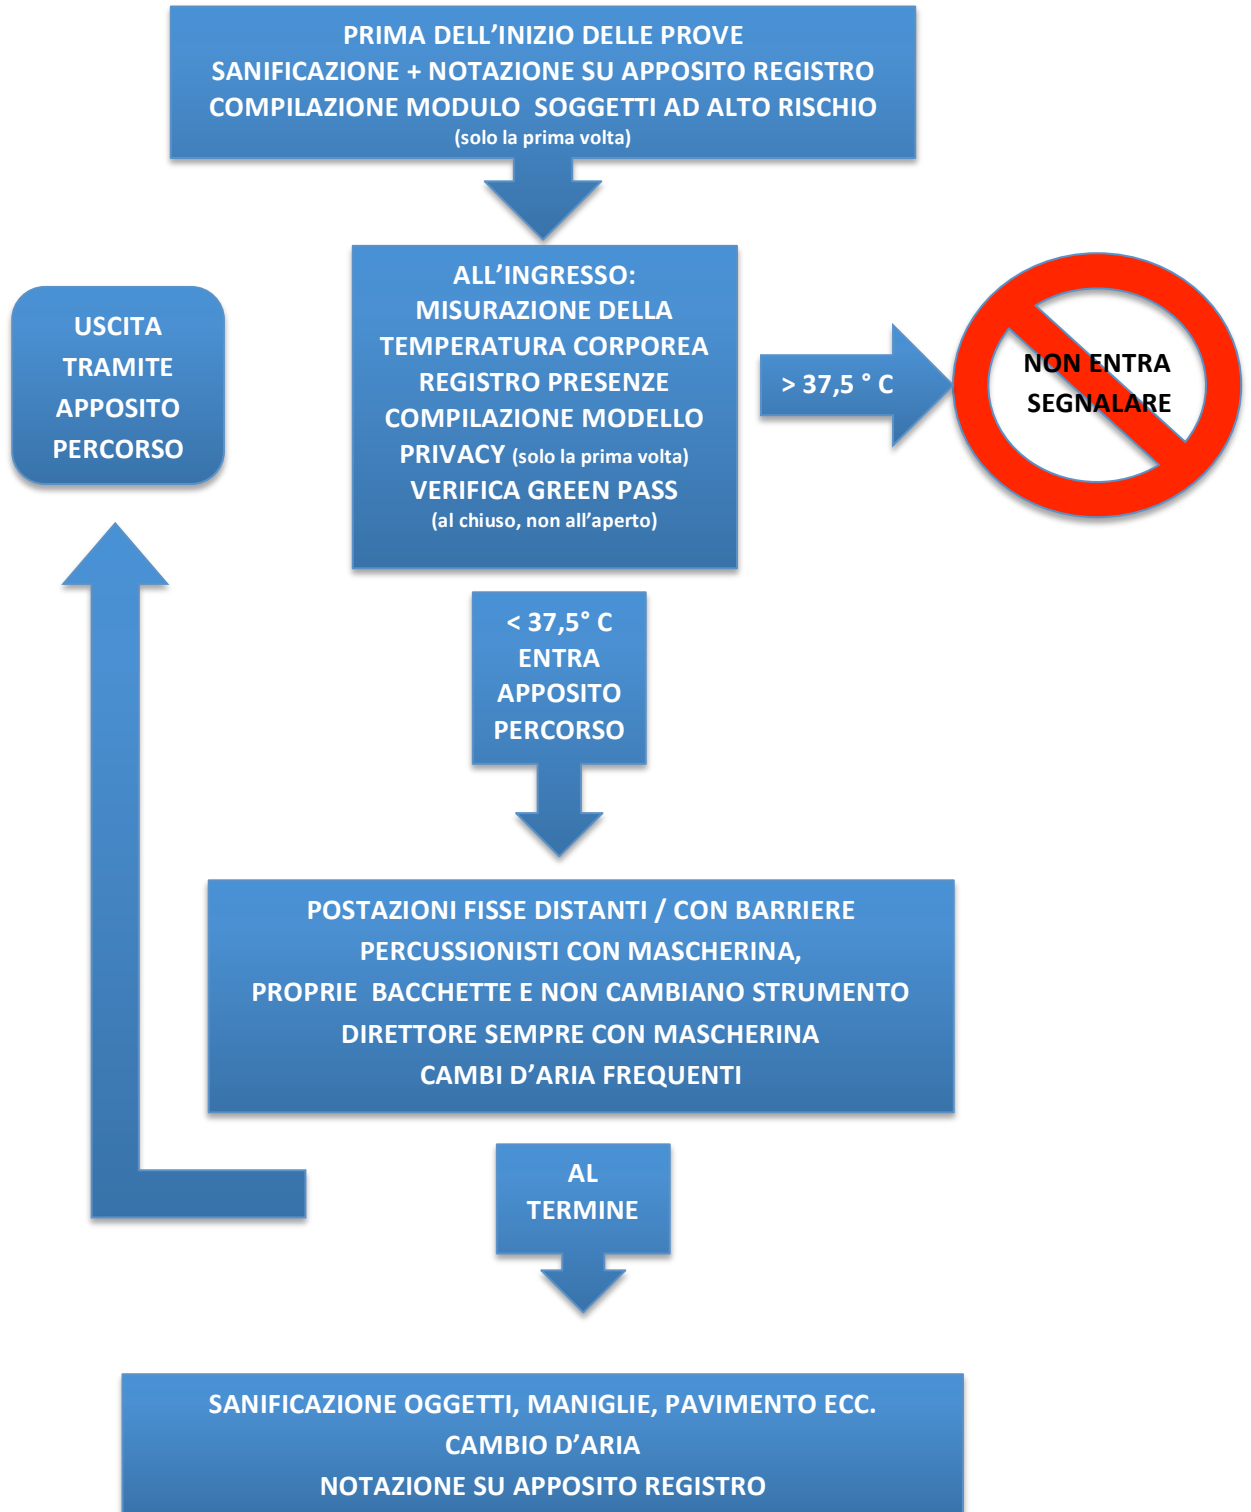 PRIMA DELL’INIZIO DELLE PROVE
SANIFICAZIONE + NOTAZIONE SU APPOSITO REGISTRO
COMPILAZIONE MODULO SOGGETTI AD ALTO RISCHIO
(solo la prima volta)
ALL’INGRESSO:
MISURAZIONE DELLA
TEMPERATURA CORPOREA
REGISTRO PRESENZE
COMPILAZIONE MODELLO
PRIVACY (solo la prima volta)
VERIFICA GREEN PASS
(al chiuso, non all’aperto)
> 37,5 ° C
NON ENTRA
SEGNALARE
USCITA
TRAMITE
APPOSITO
PERCORSO
< 37,5° C
ENTRA
APPOSITO
PERCORSO
POSTAZIONI FISSE DISTANTI / CON BARRIERE
PERCUSSIONISTI CON MASCHERINA,
PROPRIE BACCHETTE E NON CAMBIANO STRUMENTO
DIRETTORE SEMPRE CON MASCHERINA
CAMBI D’ARIA FREQUENTI
AL
TERMINE
SANIFICAZIONE OGGETTI, MANIGLIE, PAVIMENTO ECC.
CAMBIO D’ARIA
NOTAZIONE SU APPOSITO REGISTRO